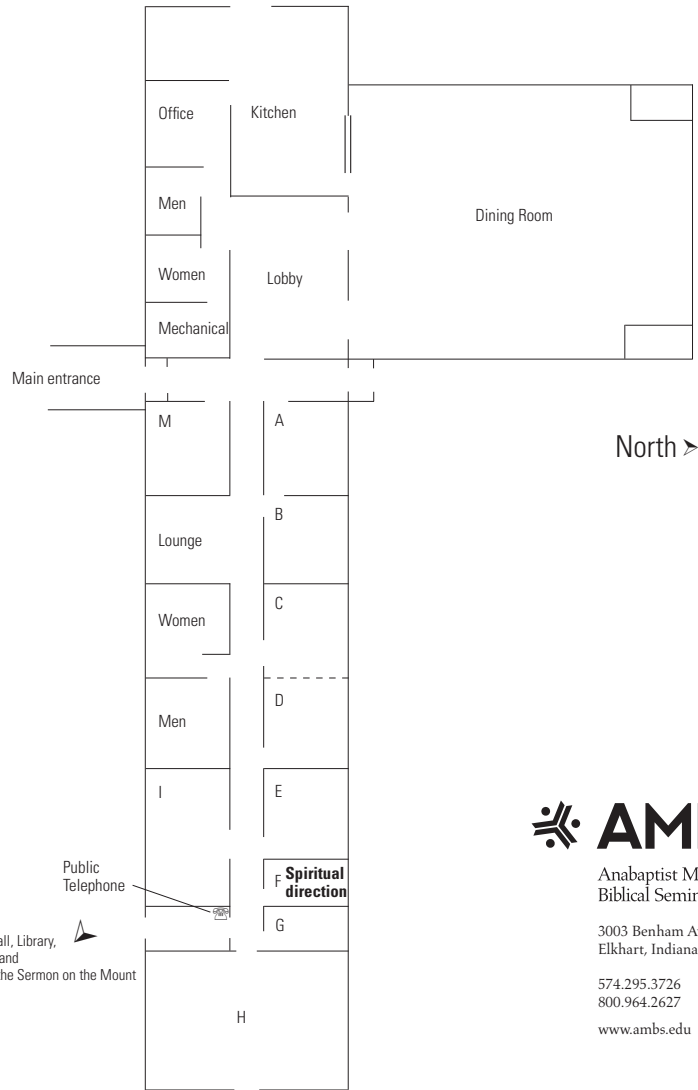 Office
Kitchen
Men
Dining Room
Women
Lobby
Mechanical
Main entrance
M
A
North
B
Lounge
C
Women
D
Men
I
E
Public
Telephone
F Spiritual
direction
G
Library,
and
the Sermon on the Mount
H
Anabaptist
Biblical
3003 Benham
Elkhart, Indiana
574.295.3726
800.964.2627
www.ambs.edu